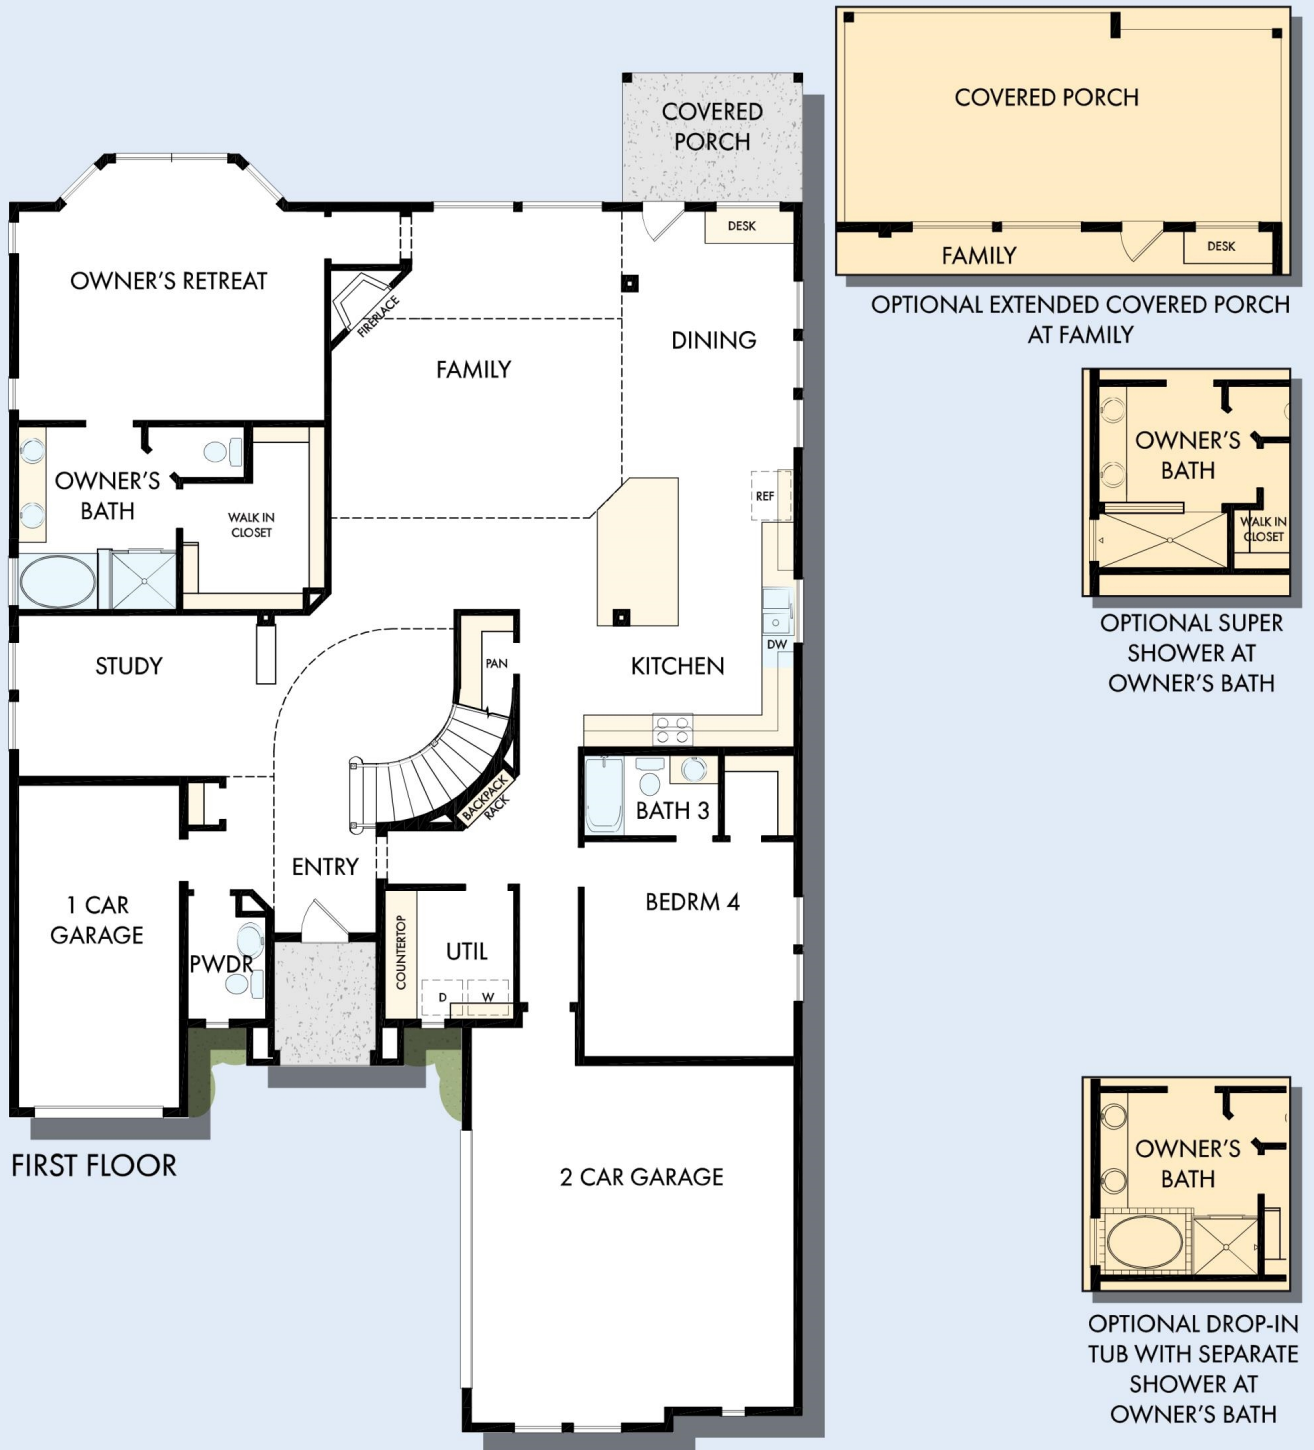 COVERED
PORCH
DESK
OWNER'S RETREAT
FIREPLACE
FAMILY
DINING
OWNER'S
BATH
WALK IN
CLOSET
REF
DW
STUDY
PAN
KITCHEN
BACKPACK
RACK
BATH 3
ENTRY
BEDRM 4
1 CAR
GARAGE
PWDR
COUNTERTOP
UTIL
D
W
2 CAR GARAGE
FIRST FLOOR
COVERED PORCH
FAMILY
DESK
OPTIONAL EXTENDED COVERED PORCH
AT FAMILY
OWNER'S
BATH
WALK IN
CLOSET
OPTIONAL SUPER
SHOWER AT
OWNER'S BATH
OWNER'S
BATH
OPTIONAL DROP-IN
TUB WITH SEPARATE
SHOWER AT
OWNER'S BATH